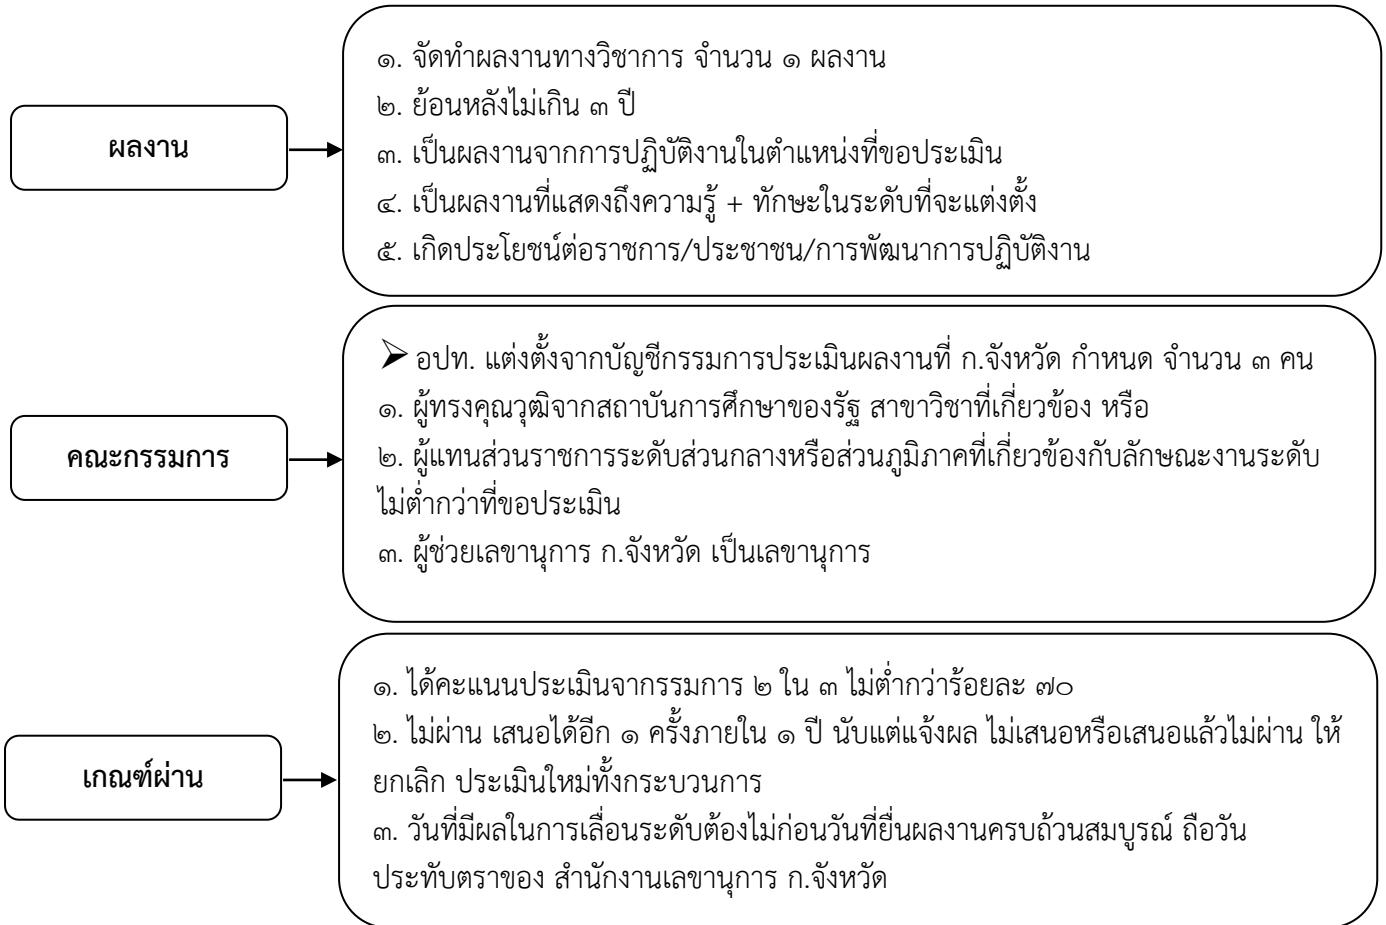 ผลงาน
๑. จัดทำผลงานทางวิชาการ จำนวน ๑ ผลงาน
๒. ย้อนหลังไม่เกิน ๓ ปี
๓. เป็นผลงานจากการปฏิบัติงานในตำแหน่งที่ขอประเมิน
๔. เป็นผลงานที่แสดงถึงความรู้ + ทักษะในระดับที่จะแต่งตั้ง
๕. เกิดประโยชน์ต่อราชการ/ประชาชน/การพัฒนาการปฏิบัติงาน
คณะกรรมการ
➢ อปท. แต่งตั้งจากบัญชีกรรมการประเมินผลงานที่ ก.จังหวัด กำหนด จำนวน ๓ คน
๑. ผู้ทรงคุณวุฒิจากสถาบันการศึกษาของรัฐ สาขาวิชาที่เกี่ยวข้อง หรือ
๒. ผู้แทนส่วนราชการระดับส่วนกลางหรือส่วนภูมิภาคที่เกี่ยวข้องกับลักษณะงานระดับ
ไม่ต่ำกว่าที่ขอประเมิน
๓. ผู้ช่วยเลขานุการ ก.จังหวัด เป็นเลขานุการ
เกณฑ์ผ่าน
๑. ได้คะแนนประเมินจากรรมการ ๒ ใน ๓ ไม่ต่ำกว่าร้อยละ ๗๐
๒. ไม่ผ่าน เสนอได้อีก ๑ ครั้งภายใน ๑ ปี นับแต่แจ้งผล ไม่เสนอหรือเสนอแล้วไม่ผ่าน ให้
ยกเลิก ประเมินใหม่ทั้งกระบวนการ
๓. วันที่มีผลในการเลื่อนระดับต้องไม่ก่อนวันที่ยื่นผลงานครบถ้วนสมบูรณ์ ถือวัน
ประทับตราของ สำนักงานเลขานุการ ก.จังหวัด